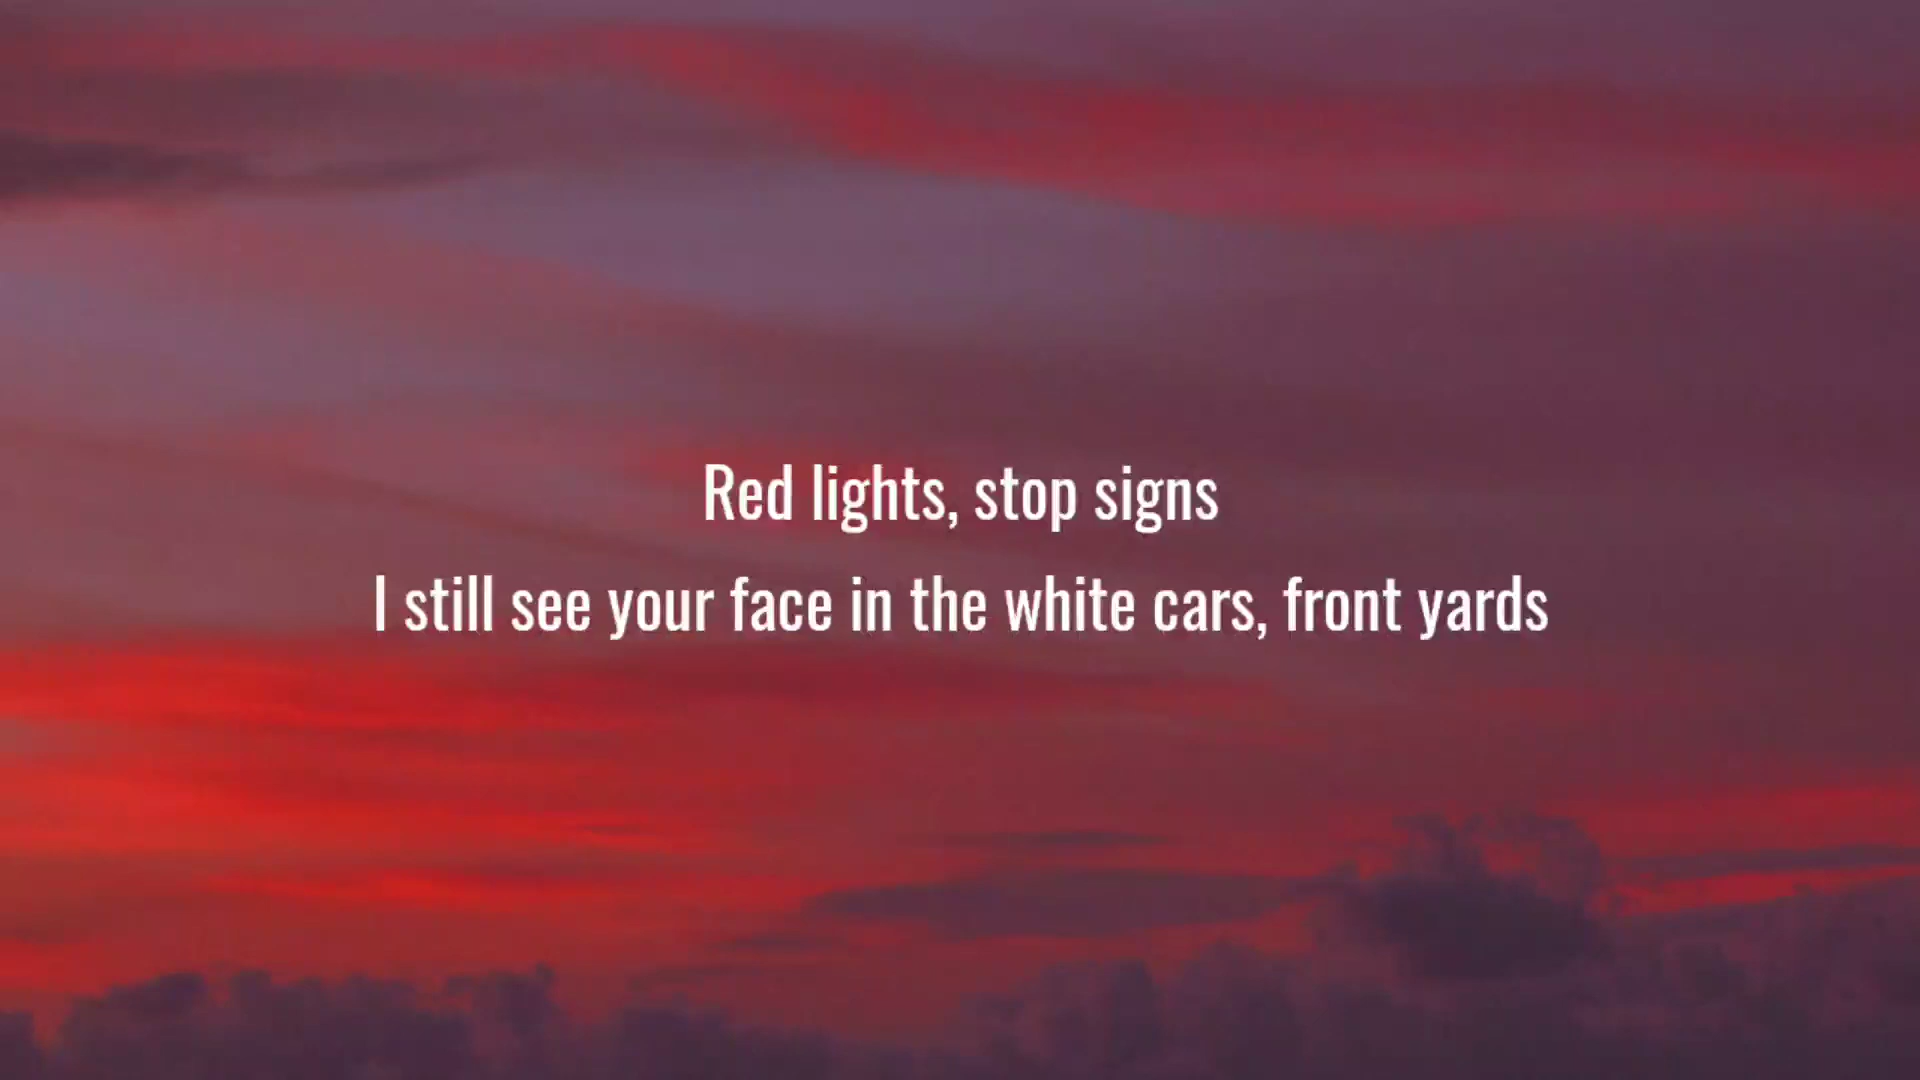 Red lights, stop signs
I still see your face in the white cars, front yards